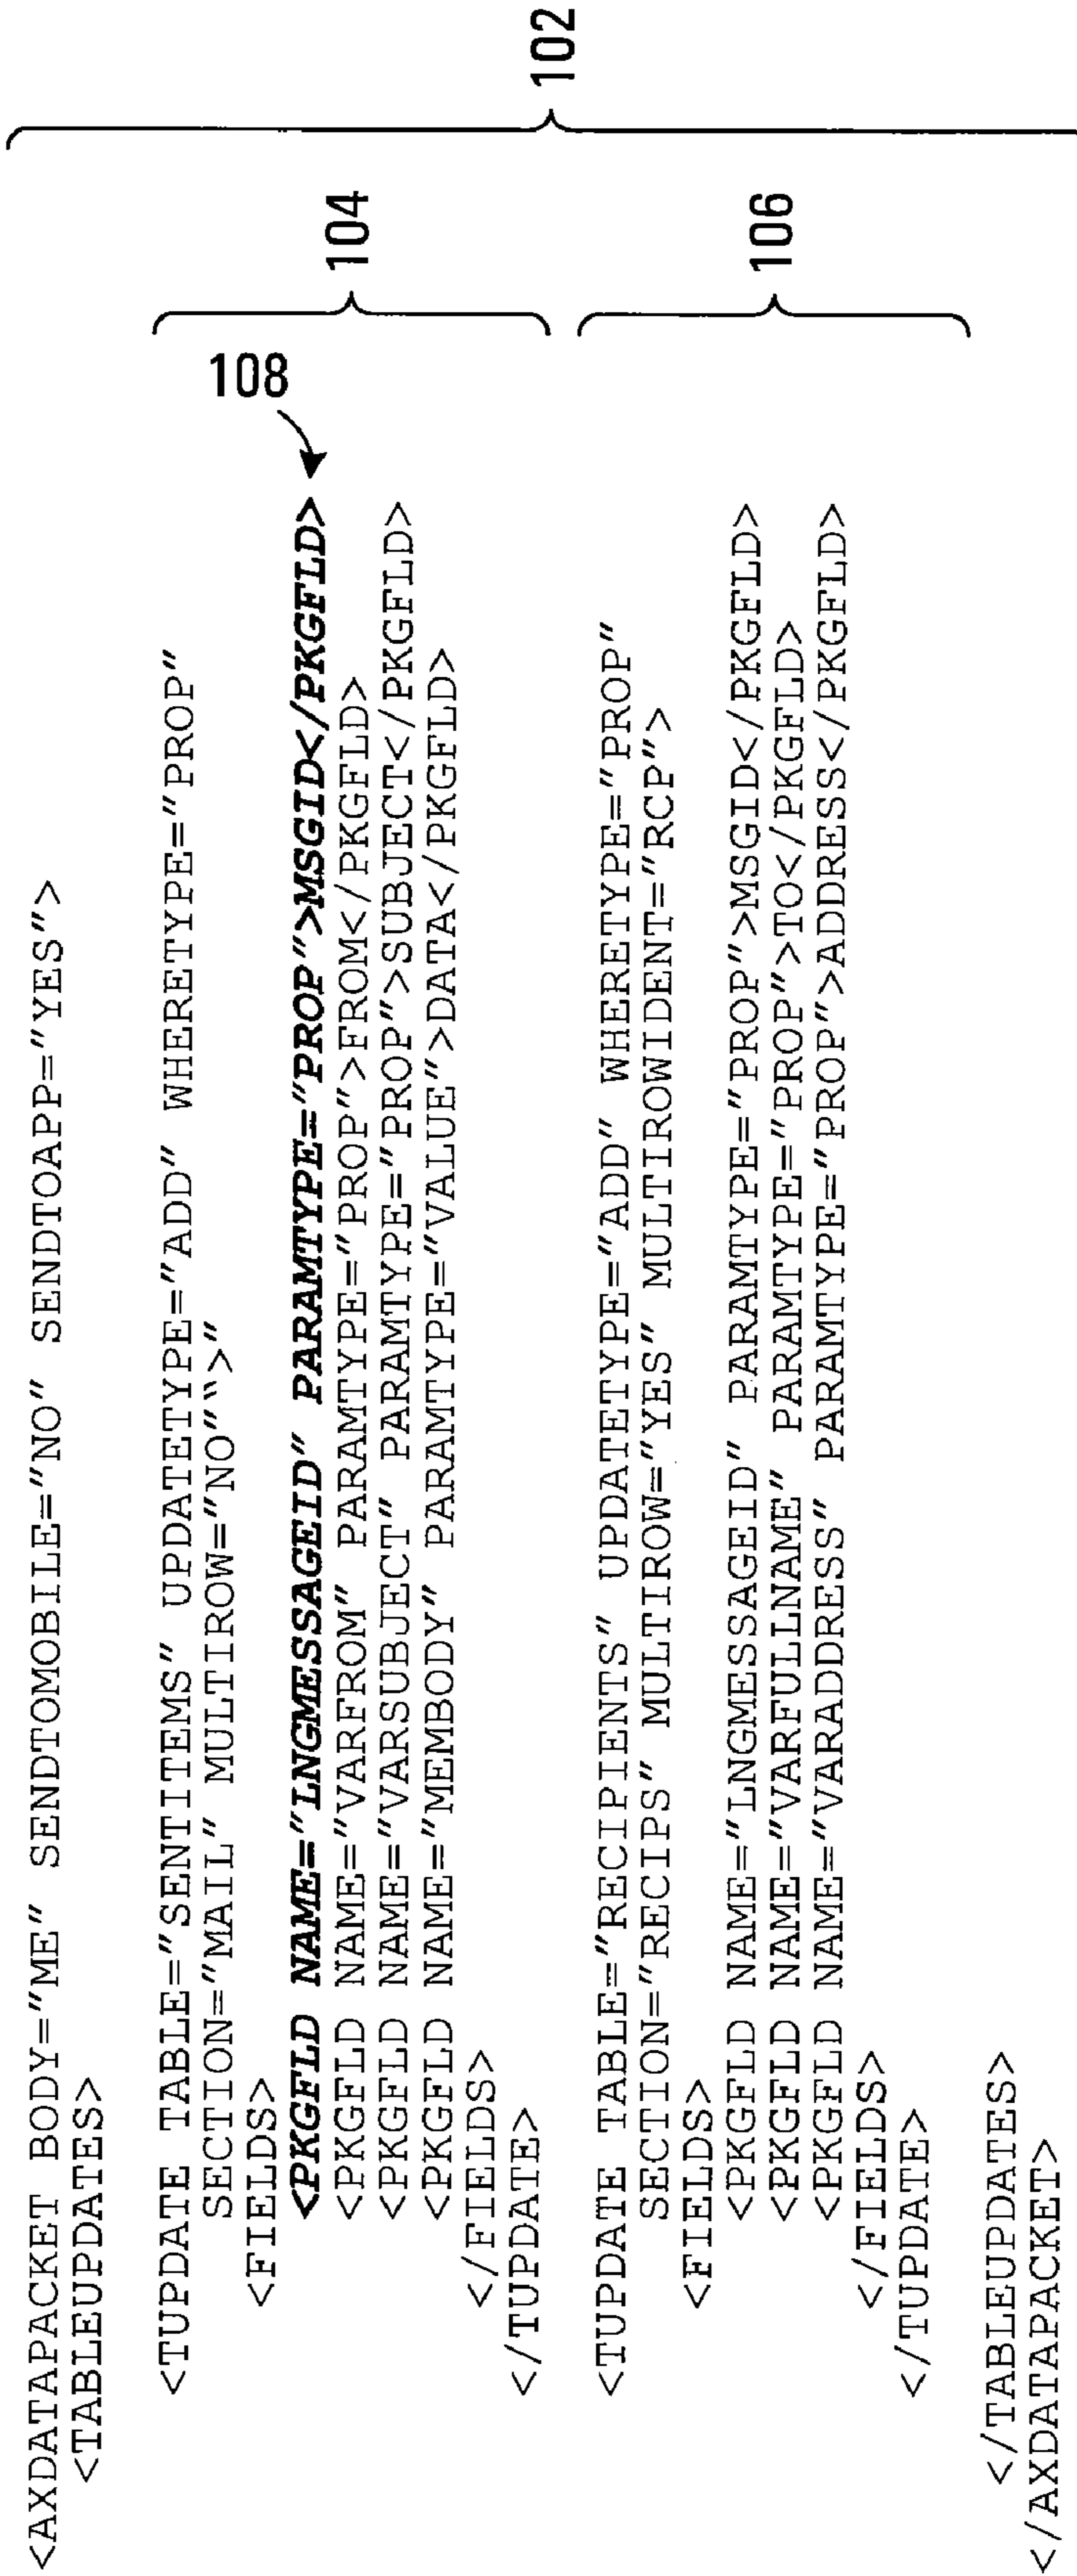 <AXDATAPACKET BODY="ME" SENDTOMOBILE="NO" SENDTOAPP="YES">
<TABLEUPDATES>
<TUPDATE TABLE="SENTITEMS" UPDATETYPE="ADD" WHERETYPE="PROP"
SECTION="MAIL" MULTIROW="NO"“>"
<FIELDS>
108
<PKGFLD NAME="LNGMESSAGEID" PARAMTYPE="PROP">MSGID</PKGFLD>
<PKGFLD NAME="VARFROM" PARAMTYPE="PROP">FROM</PKGFLD>
<PKGFLD NAME="VARSUBJECT" PARAMTYPE="PROP">SUBJECT</PKGFLD>
<PKGFLD NAME="MEMBODY" PARAMTYPE="VALUE">DATA</PKGFLD>
</FIELDS>
</TUPDATE>
104
<TUPDATE TABLE="RECIPIENTS" UPDATETYPE="ADD" WHERETYPE="PROP"
SECTION="RECIPS" MULTIROW="YES" MULTIROWIDENT="RCP">
<FIELDS>
<PKGFLD NAME="LNGMESSAGEID" PARAMTYPE="PROP">MSGID</PKGFLD>
<PKGFLD NAME="VARFULLNAME" PARAMTYPE="PROP">TO</PKGFLD>
<PKGFLD NAME="VARADDRESS" PARAMTYPE="PROP">ADDRESS</PKGFLD>
</FIELDS>
</TUPDATE>
106
</TABLEUPDATES>
</AXDATAPACKET>
102